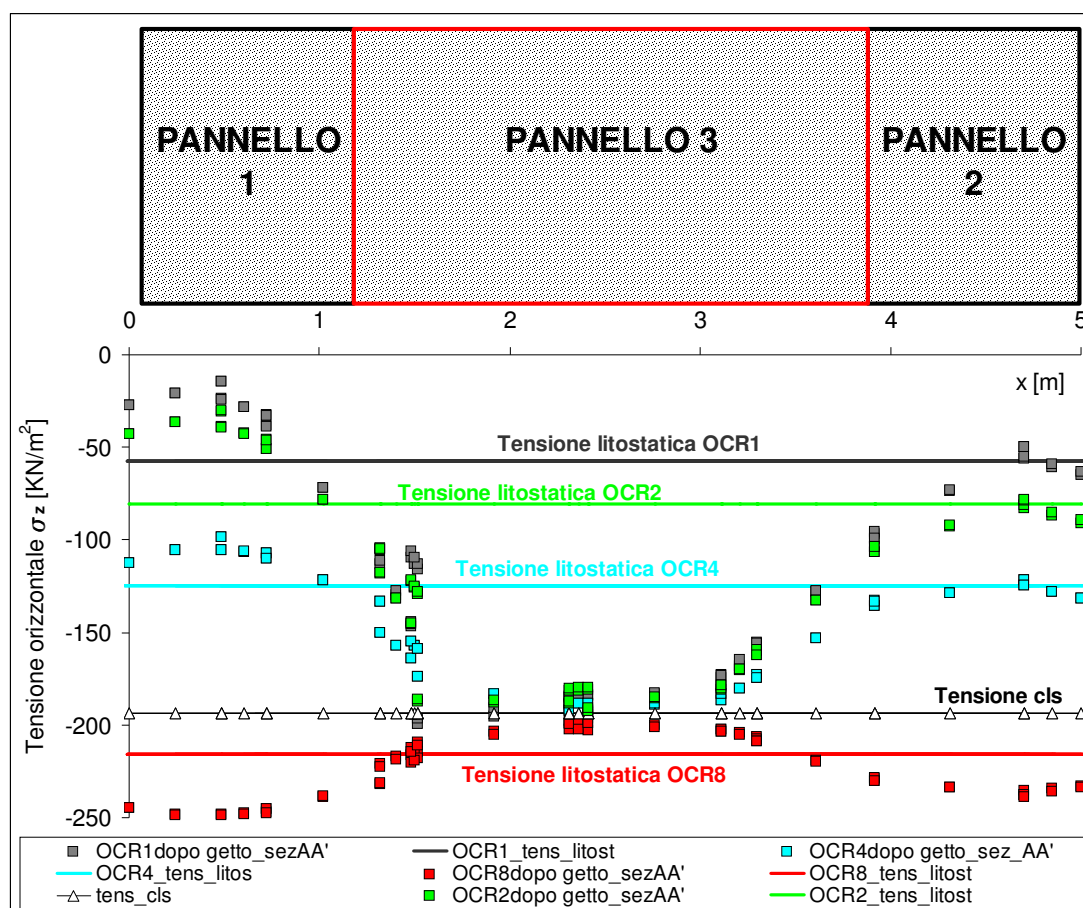 PANNELLO
1
PANNELLO 3
PANNELLO
2
0 1 2 3 4 5
x [m]
0
-50
-100
-150
-200
-250
Tensione orizzontale σz [KN/m²]
Tensione litostatica OCR1
Tensione litostatica OCR2
Tensione litostatica OCR4
Tensione cls
Tensione litostatica OCR8
OCR1dopo getto_sezAA' OCR1_tens_litost OCR4dopo getto_sez_AA'
OCR4_tens_litos OCR8dopo getto_sezAA' OCR8_tens_litost
tens_cls OCR2dopo getto_sezAA' OCR2_tens_litost